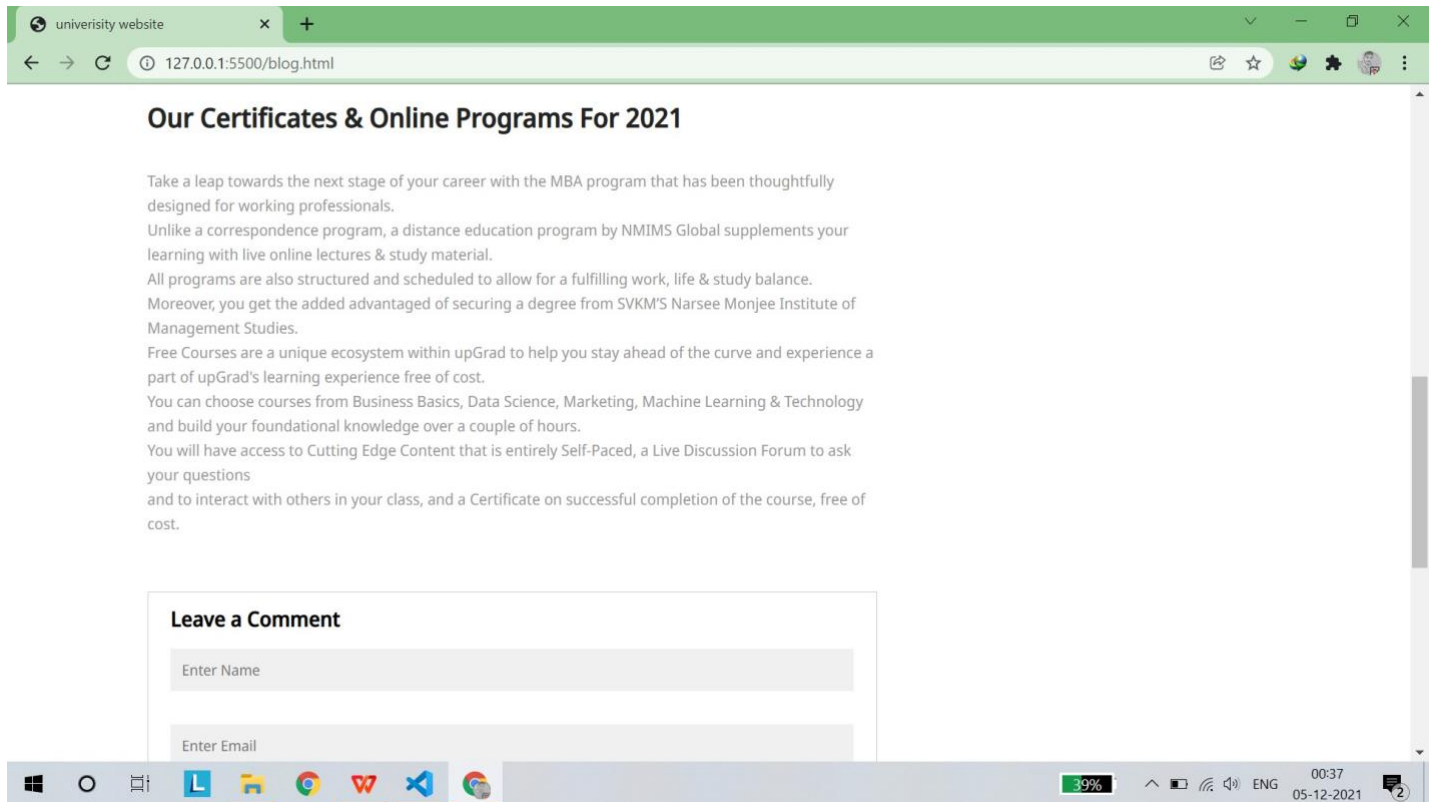 univerisity website
127.0.0.1:5500/blog.html
Our Certificates & Online Programs For 2021
Take a leap towards the next stage of your career with the MBA program that has been thoughtfully
designed for working professionals.
Unlike a correspondence program, a distance education program by NMIMS Global supplements your
learning with live online lectures & study material.
All programs are also structured and scheduled to allow for a fulfilling work, life & study balance.
Moreover, you get the added advantaged of securing a degree from SVKM'S Narsee Monjee Institute of
Management Studies.
Free Courses are a unique ecosystem within upGrad to help you stay ahead of the curve and experience a
part of upGrad's learning experience free of cost.
You can choose courses from Business Basics, Data Science, Marketing, Machine Learning & Technology
and build your foundational knowledge over a couple of hours.
You will have access to Cutting Edge Content that is entirely Self-Paced, a Live Discussion Forum to ask
your questions
and to interact with others in your class, and a Certificate on successful completion of the course, free of
cost.
Leave a Comment
Enter Name
Enter Email
L
W
39%
ENG
00:37
05-12-2021
2